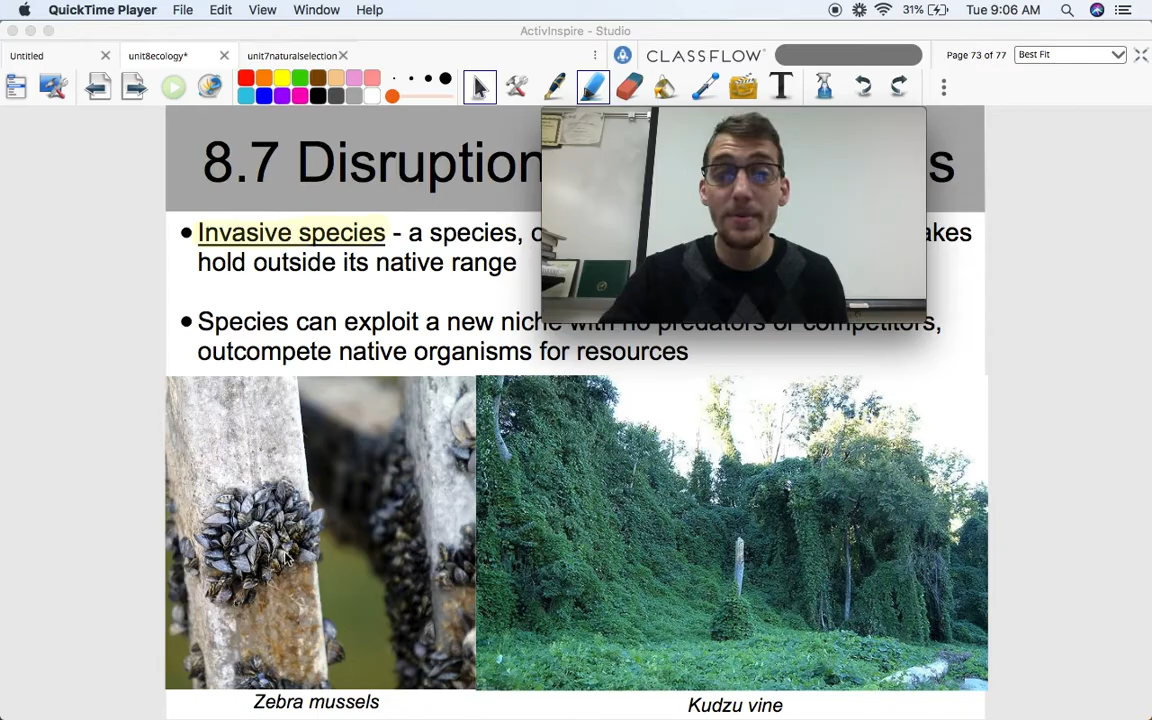 QuickTime Player File Edit View Window Help 31% Tue 9:06 AM
ActivInspire - Studio
Untitled unit8ecology* unit7naturalselection CLASSFLOW Page 73 of 77 Best Fit
8.7 Disruption s
Invasive species - a species, akes
hold outside its native range
Species can exploit a new niche with no predators or competitors,
outcompete native organisms for resources
Zebra mussels
Kudzu vine